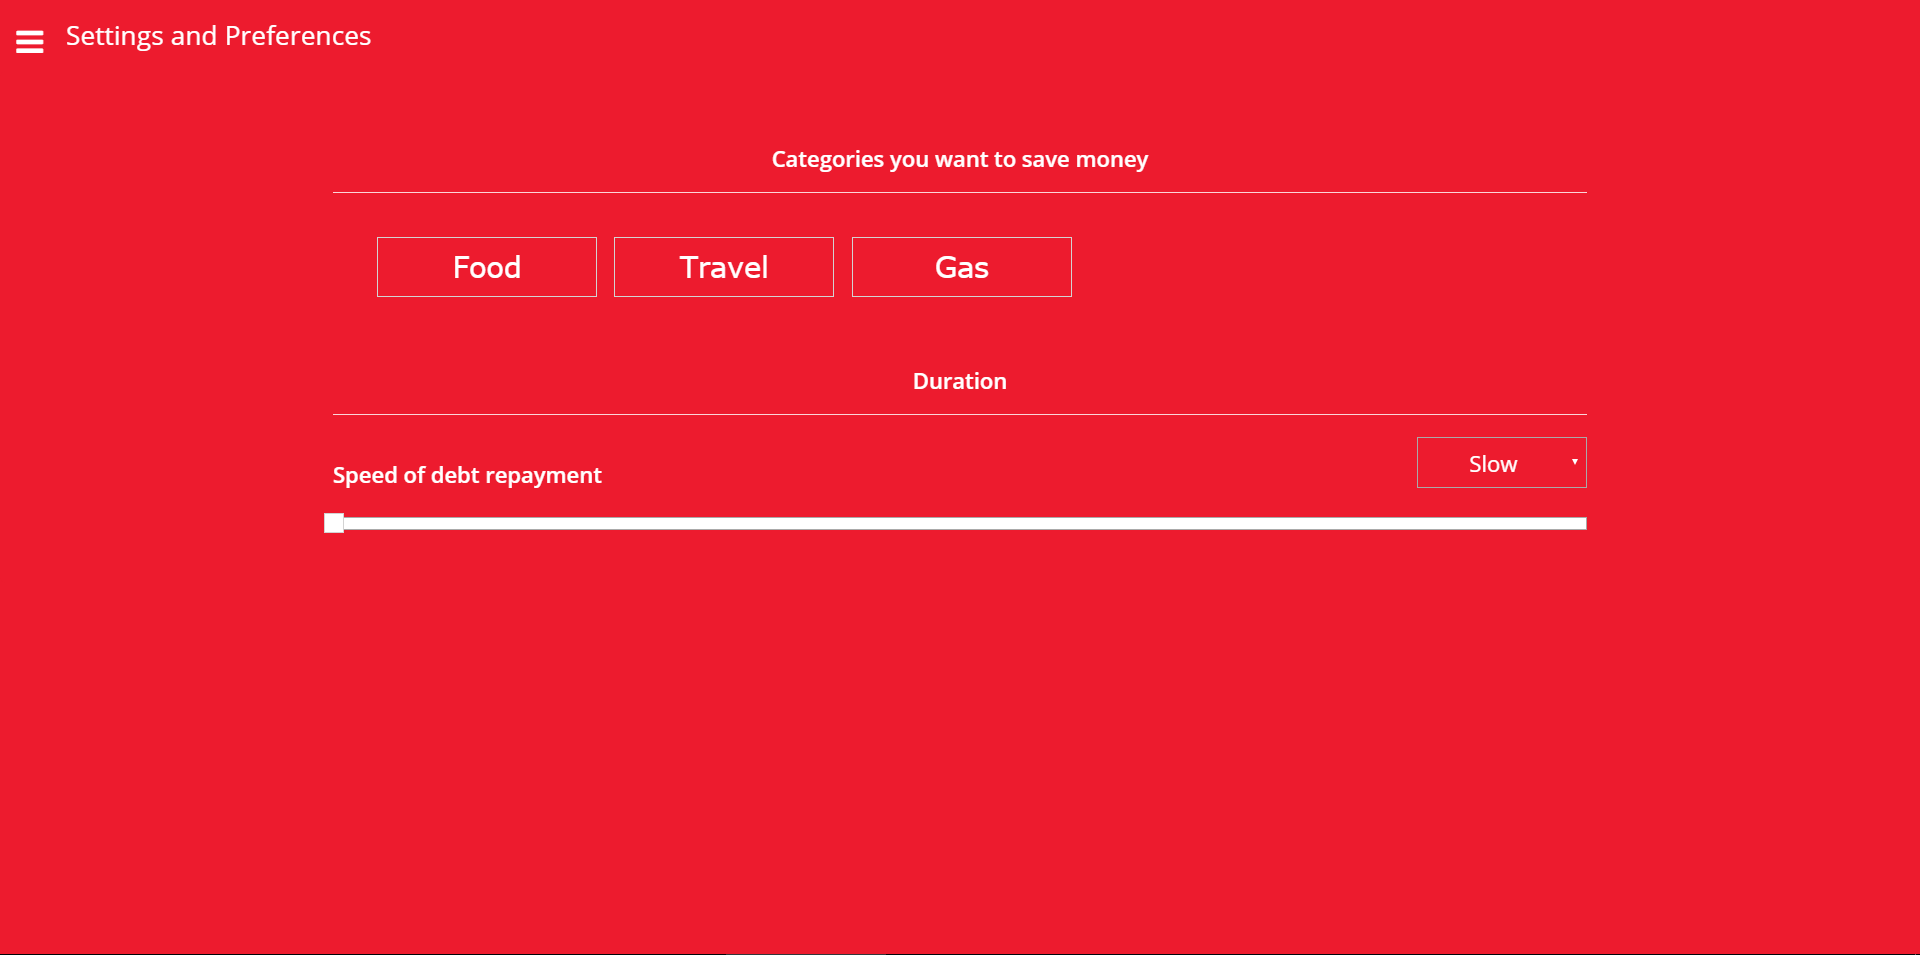 Settings and Preferences
Categories you want to save money
Food Travel Gas
Duration
Slow
Speed of debt repayment